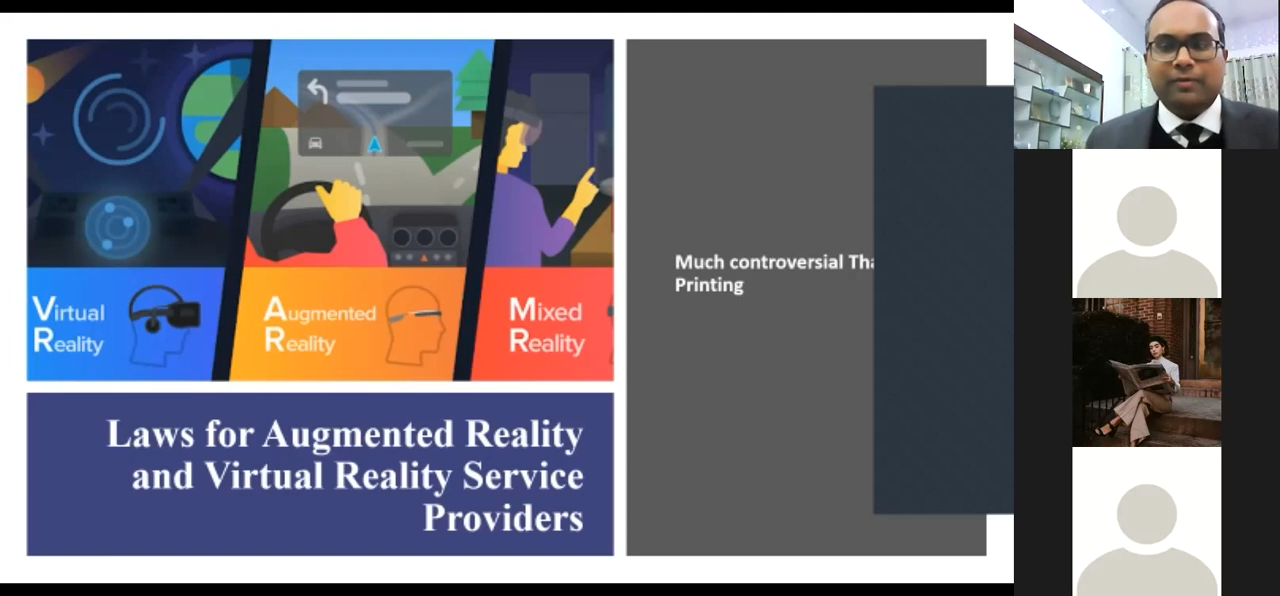 Virtual
Reality
Augmented
Reality
Mixed
Reality
Laws for Augmented Reality
and Virtual Reality Service
Providers
Much controversial
Printing